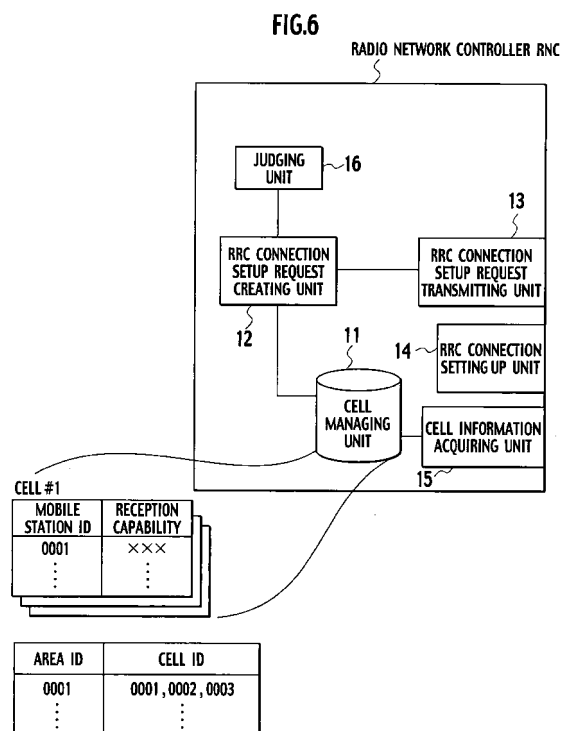 FIG.6
RADIO NETWORK CONTROLLER RNC
JUDGING
UNIT
16
13
RRC CONNECTION
SETUP REQUEST
CREATING UNIT
RRC CONNECTION
SETUP REQUEST
TRANSMITTING UNIT
12
11
14
RRC CONNECTION
SETTING UP UNIT
CELL
MANAGING
UNIT
CELL INFORMATION
ACQUIRING UNIT
15
CELL #1
MOBILE
STATION ID
RECEPTION
CAPABILITY
0001
×××
AREA ID
CELL ID
0001
0001,0002,0003